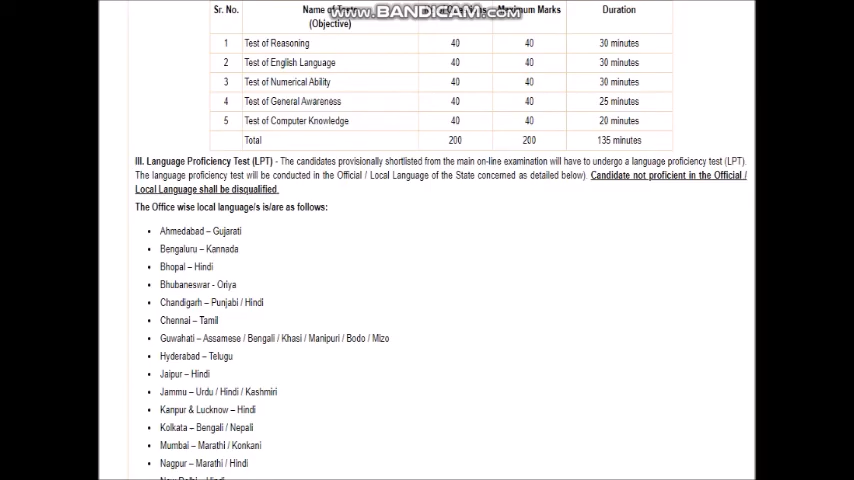 www.BANDICAM.com
Sr. No. Name of Maximum Marks Duration
(Objective)
1 Test of Reasoning 40 40 30 minutes
2 Test of English Language 40 40 30 minutes
3 Test of Numerical Ability 40 40 30 minutes
4 Test of General Awareness 40 40 25 minutes
5 Test of Computer Knowledge 40 40 20 minutes
Total 200 200 135 minutes
III. Language Proficiency Test (LPT) - The candidates provisionally shortlisted from the main on-line examination will have to undergo a language proficiency test (LPT).
The language proficiency test will be conducted in the Official / Local Language of the State concerned as detailed below). Candidate not proficient in the Official /
Local Language shall be disqualified.
The Office wise local language/s is/are as follows:
• Ahmedabad – Gujarati
• Bengaluru – Kannada
• Bhopal – Hindi
• Bhubaneswar - Oriya
• Chandigarh – Punjabi / Hindi
• Chennai – Tamil
• Guwahati – Assamese / Bengali / Khasi / Manipuri / Bodo / Mizo
• Hyderabad – Telugu
• Jaipur – Hindi
• Jammu – Urdu / Hindi / Kashmiri
• Kanpur & Lucknow – Hindi
• Kolkata – Bengali / Nepali
• Mumbai – Marathi / Konkani
• Nagpur – Marathi / Hindi
New Delhi – Hindi